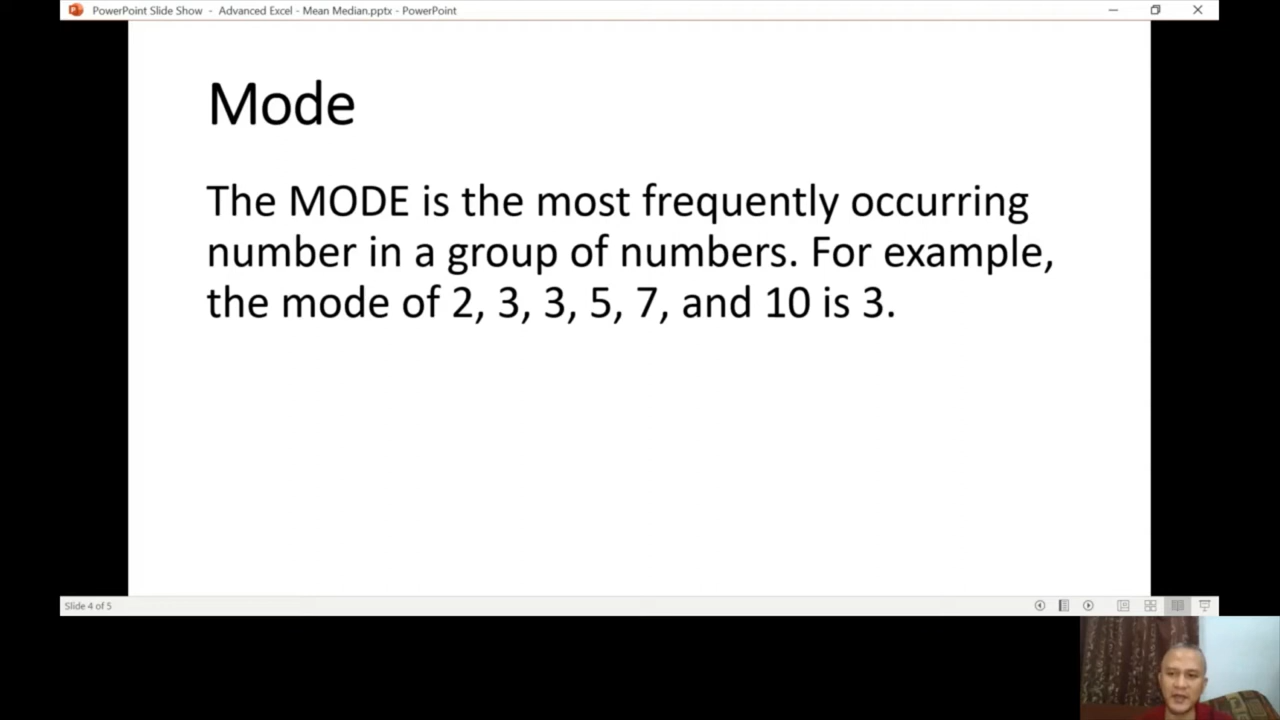 PowerPoint Slide Show - Advanced Excel - Mean Median.pptx - PowerPoint
Mode
The MODE is the most frequently occurring
number in a group of numbers. For example,
the mode of 2, 3, 3, 5, 7, and 10 is 3.
Slide 4 of 5